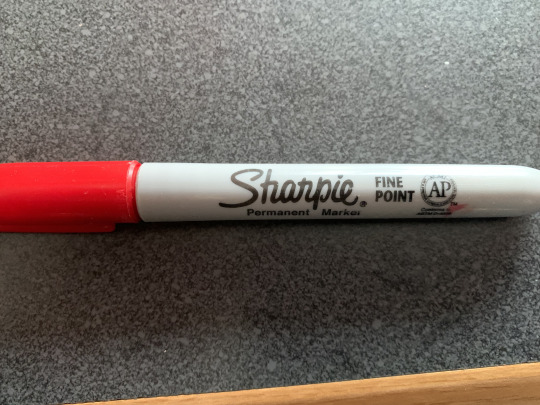 Sharpie®
Permanent Marker
FINE
POINT
AP